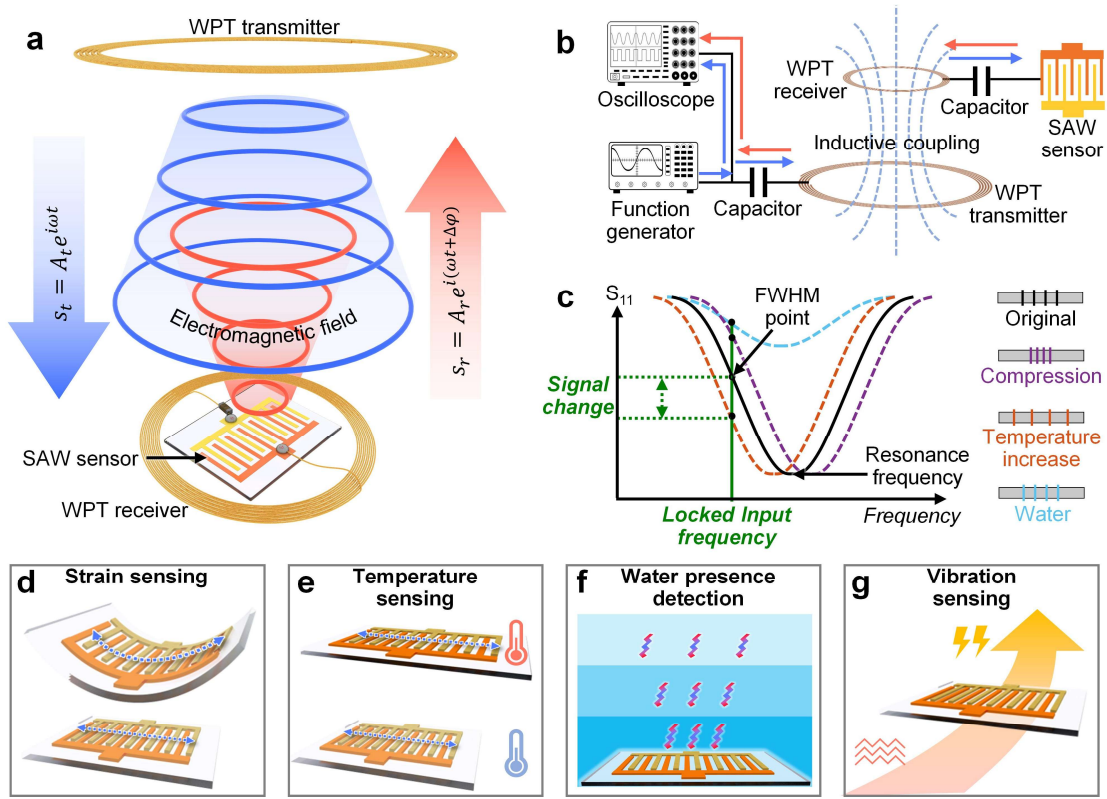 a
WPT transmitter
s_t = A_t e^{iωt}
s_r = A_r e^{i(ωt+Δφ)}
Electromagnetic field
SAW sensor
WPT receiver
b
Oscilloscope
Function
generator
Capacitor
WPT
receiver
Capacitor
SAW
sensor
Inductive coupling
WPT
transmitter
c
S₁₁
FWHM
point
Signal
change
Resonance
frequency
Locked Input
frequency
Frequency
Original
Compression
Temperature
increase
Water
d
Strain sensing
e
Temperature
sensing
f
Water presence
detection
g
Vibration
sensing